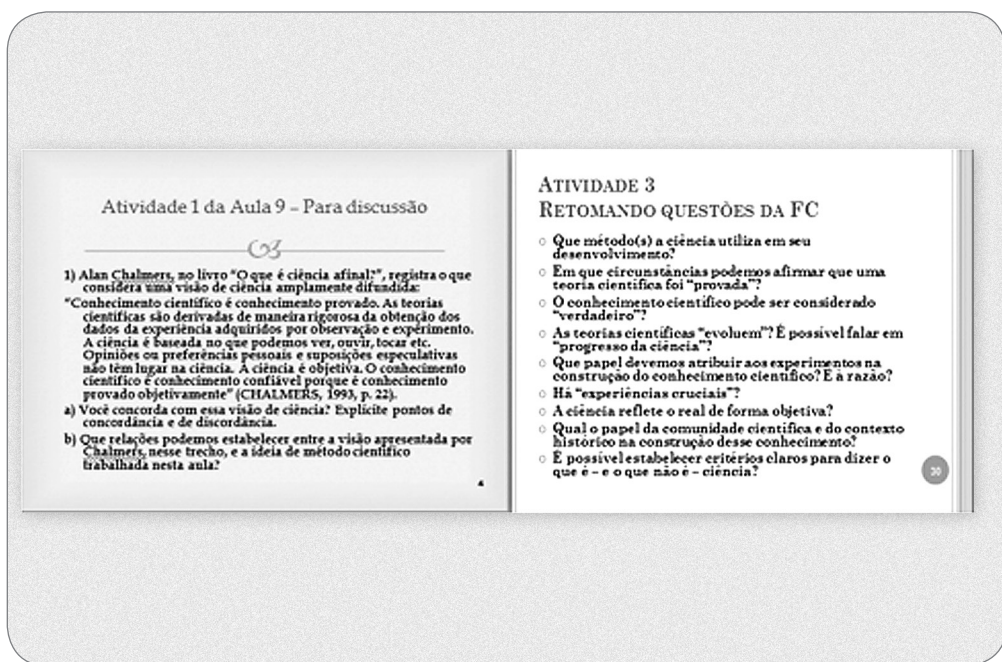 Atividade 1 da Aula 9 – Para discussão
1) Alan Chalmers, no livro "O que é ciência afinal?", registra o que
considera uma visão de ciência amplamente difundida:
"Conhecimento científico é conhecimento provado. As teorias
científicas são derivadas de maneira rigorosa da obtenção dos
dados da experiência adquiridos por observação e experimento.
A ciência é baseada no que podemos ver, ouvir, tocar etc.
Opiniões ou preferências pessoais e suposições especulativas
não têm lugar na ciência. A ciência é objetiva. O conhecimento
científico é conhecimento confiável porque é conhecimento
provado objetivamente" (CHALMERS, 1993, p. 22).
a) Você concorda com essa visão de ciência? Explicite pontos de
concordância e de discordância.
b) Que relações podemos estabelecer entre a visão apresentada por
Chalmers, nesse trecho, e a ideia de método científico
trabalhada nesta aula?
4
ATIVIDADE 3
RETOMANDO QUESTÕES DA FC
Que método(s) a ciência utiliza em seu
desenvolvimento?
Em que circunstâncias podemos afirmar que uma
teoria científica foi "provada"?
O conhecimento científico pode ser considerado
"verdadeiro"?
As teorias científicas "evoluem"? É possível falar em
"progresso da ciência"?
Que papel devemos atribuir aos experimentos na
construção do conhecimento científico? E à razão?
Há "experiências cruciais"?
A ciência reflete o real de forma objetiva?
Qual o papel da comunidade científica e do contexto
histórico na construção desse conhecimento?
É possível estabelecer critérios claros para dizer o
que é – e o que não é – ciência?
30